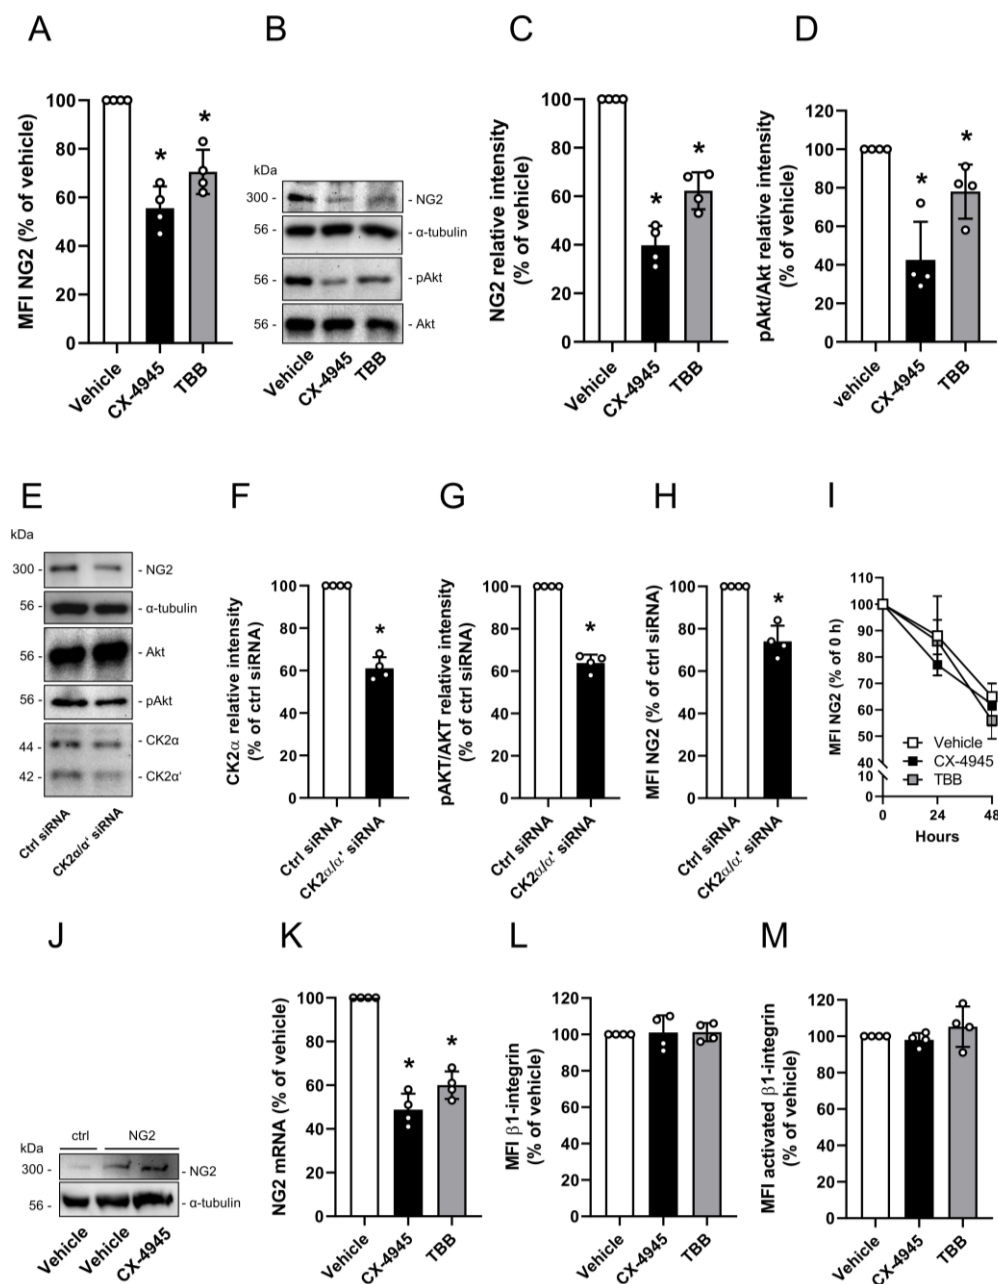 A
MFI NG2 (% of vehicle)
100
80
60
40
20
0
*
*
Vehicle
CX-4945
TBB
B
kDa
300 -
- NG2
56 -
- α-tubulin
56 -
- pAkt
56 -
- Akt
Vehicle
CX-4945
TBB
C
NG2 relative intensity
(% of vehicle)
100
80
60
40
20
0
*
*
Vehicle
CX-4945
TBB
D
pAkt/Akt relative intensity
(% of vehicle)
120
100
80
60
40
20
0
*
*
vehicle
CX-4945
TBB
E
kDa
300 -
- NG2
56 -
- α-tubulin
- Akt
56 -
56 -
- pAkt
44 -
- CK2α
42 -
- CK2α'
Ctrl siRNA
CK2α/α' siRNA
F
CK2α relative intensity
(% of ctrl siRNA)
100
80
60
40
20
0
*
Ctrl siRNA
CK2α/α' siRNA
G
pAKT/AKT relative intensity
(% of ctrl siRNA)
100
80
60
40
20
0
*
Ctrl siRNA
CK2α/α' siRNA
H
MFI NG2 (% of ctrl siRNA)
100
80
60
40
20
0
*
Ctrl siRNA
CK2α/α' siRNA
I
MFI NG2 (% of 0 h)
110
100
90
80
70
60
50
40
10
0
Vehicle
CX-4945
TBB
0
24
48
Hours
J
ctrl
NG2
kDa
300 -
- NG2
56 -
- α-tubulin
Vehicle
Vehicle
CX-4945
K
NG2 mRNA (% of vehicle)
100
80
60
40
20
0
*
*
Vehicle
CX-4945
TBB
L
MFI β1-integrin
(% of vehicle)
120
100
80
60
40
20
0
Vehicle
CX-4945
TBB
M
MFI activated β1-integrin
(% of vehicle)
120
100
80
60
40
20
0
Vehicle
CX-4945
TBB